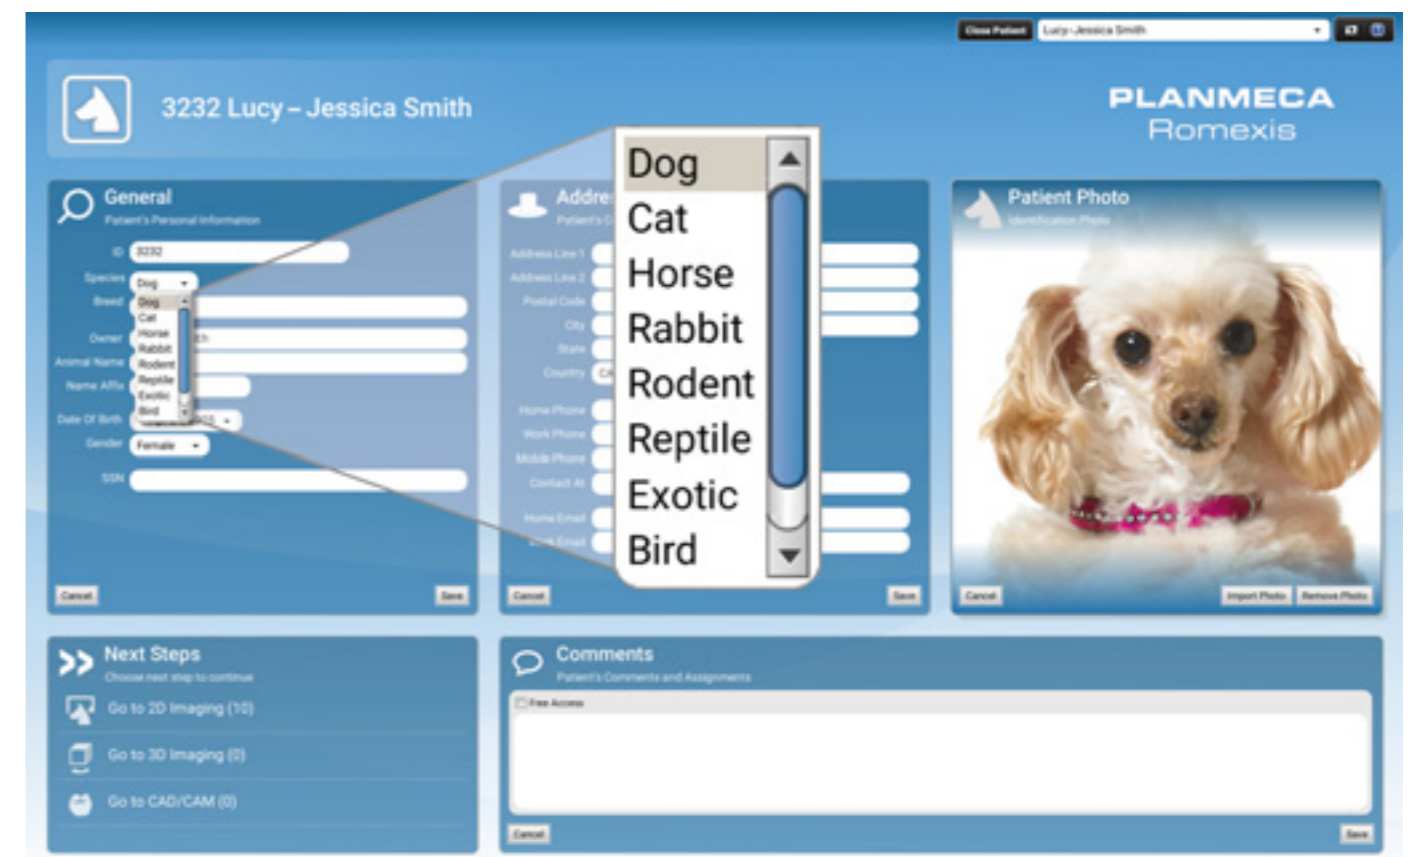 Close Patient
Lucy-Jessica Smith
3232 Lucy – Jessica Smith
PLANMECA
Romexis
General
Patient's Personal Information
ID 3232
Species Dog
Breed
Dog
Cat
Horse
Rabbit
Rodent
Reptile
Exotic
Bird
Owner
Animal Name
Name Affix
Date Of Birth
Gender Female
SSN
Cancel
Save
Addre
Patient's C
Address Line 1
Address Line 2
Postal Code
City
State
Country
Home Phone
Work Phone
Mobile Phone
Contact At
Home Email
Work Email
Cancel
Save
Dog
Cat
Horse
Rabbit
Rodent
Reptile
Exotic
Bird
Patient Photo
Identification Photo
Cancel
Import Photo
Remove Photo
Next Steps
Choose next step to continue
Go to 2D Imaging (10)
Go to 3D Imaging (0)
Go to CAD/CAM (0)
Comments
Patient's Comments and Assignments
Free Access
Cancel
Save